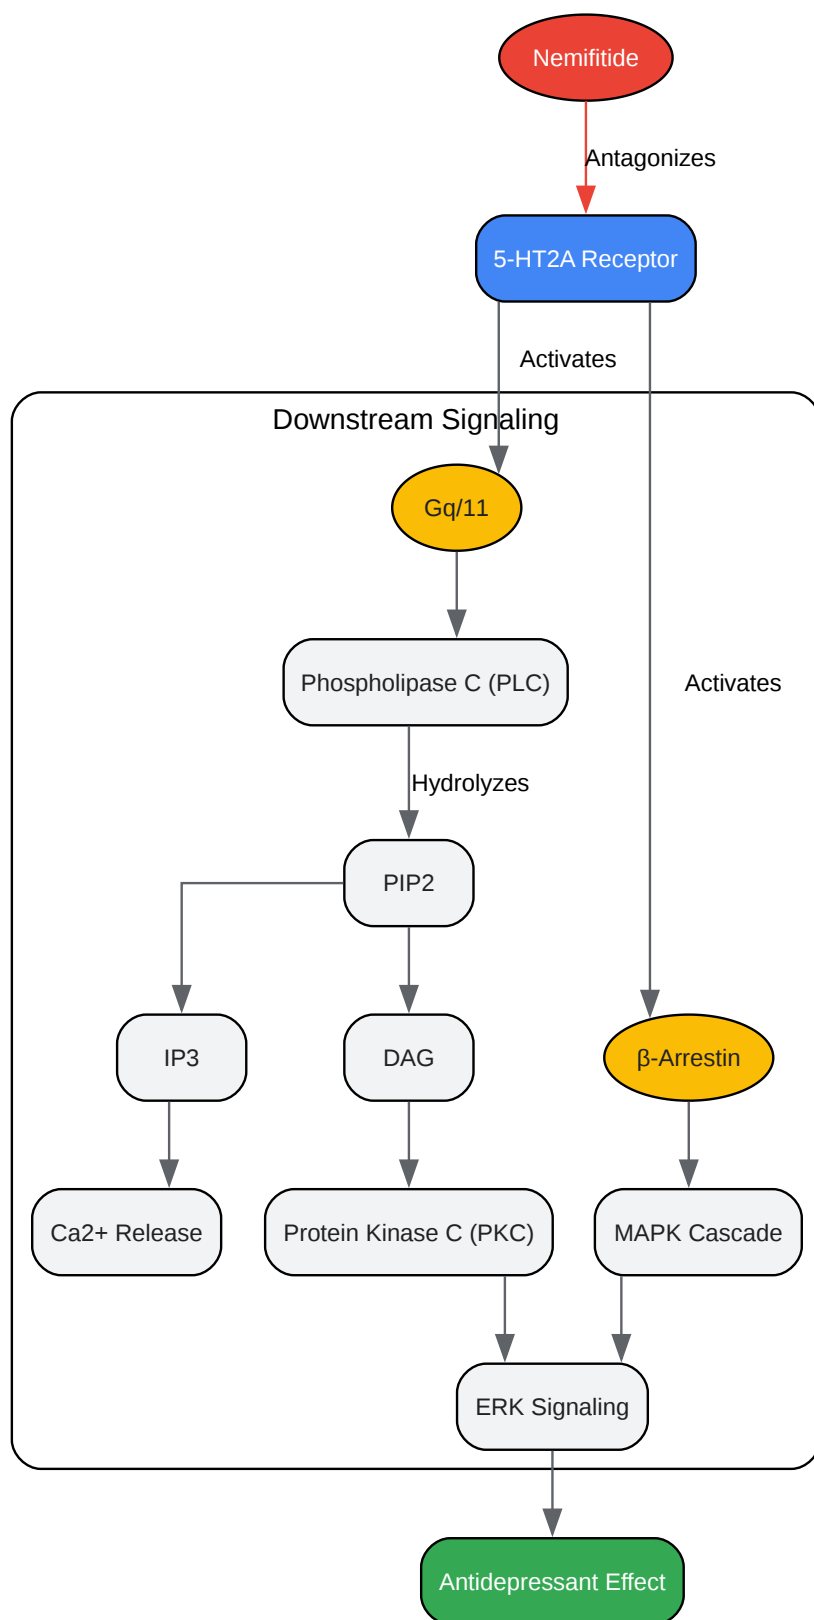 Nemifitide
Antagonizes
5-HT2A Receptor
Activates
Downstream Signaling
Gq/11
Phospholipase C (PLC)
Activates
Hydrolyzes
PIP2
IP3
DAG
β-Arrestin
Ca2+ Release
Protein Kinase C (PKC)
MAPK Cascade
ERK Signaling
Antidepressant Effect